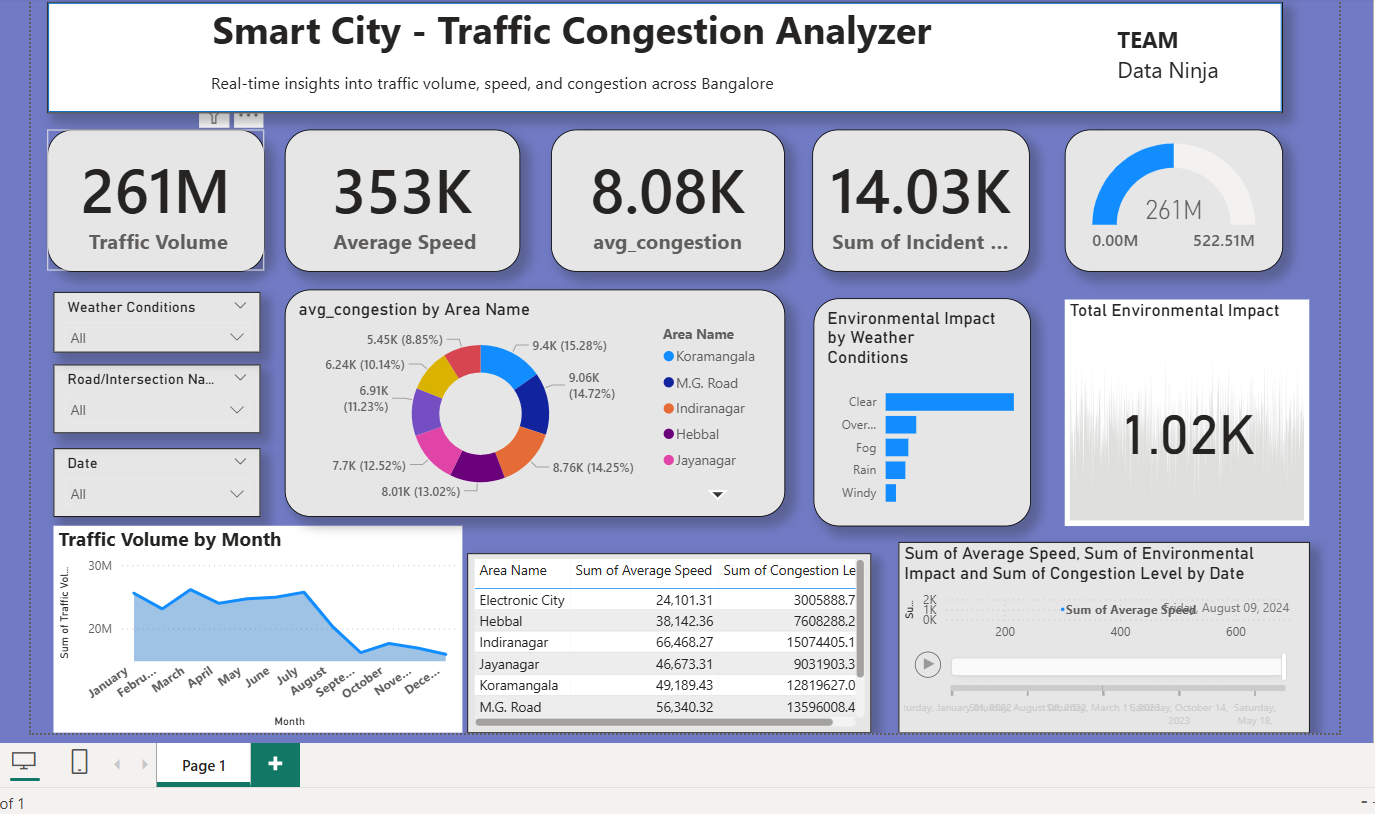 Smart City - Traffic Congestion Analyzer
Real-time insights into traffic volume, speed, and congestion across Bangalore
TEAM
Data Ninja
261M
Traffic Volume
353K
Average Speed
8.08K
avg_congestion
14.03K
Sum of Incident ...
261M
0.00M
522.51M
Weather Conditions
All
Road/Intersection Na...
All
Date
All
avg_congestion by Area Name
5.45K (8.85%)
9.4K (15.28%)
6.24K (10.14%)
9.06K
(14.72%)
6.91K
(11.23%)
7.7K (12.52%)
8.76K (14.25%)
8.01K (13.02%)
Area Name
Koramangala
M.G. Road
Indiranagar
Hebbal
Jayanagar
Environmental Impact
by Weather
Conditions
Clear
Over...
Fog
Rain
Windy
Total Environmental Impact
1.02K
Traffic Volume by Month
Sum of Traffic Vol...
30M
20M
January
Febru...
March
April
May
June
July
August
Septe...
October
Nove...
Dece...
Month
Area Name Sum of Average Speed Sum of Congestion Le
Electronic City 24,101.31 3005888.7
Hebbal 38,142.36 7608288.2
Indiranagar 66,468.27 15074405.1
Jayanagar 46,673.31 9031903.3
Koramangala 49,189.43 12819627.0
M.G. Road 56,340.32 13596008.4
Sum of Average Speed, Sum of Environmental
Impact and Sum of Congestion Level by Date
Su...
2K
1K
0K
Sum of Average Speed
Friday, August 09, 2024
200 400 600
March 11, 2023
Saturday, October 14,
2023
Saturday,
May 18,
Page 1
of 1